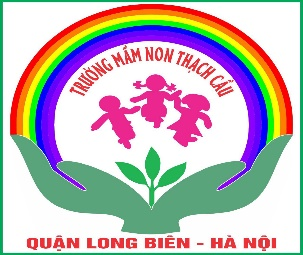 TRƯỜNG MẦM NON THẠCH CẦU
QUẬN LONG BIÊN - HÀ NỘI